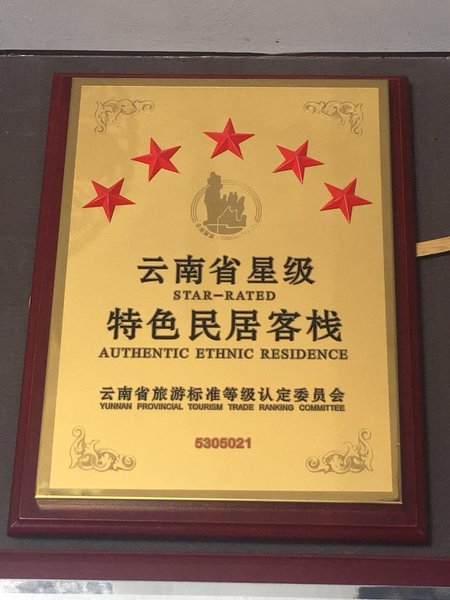 云南省星级
STAR-RATED
特色民居客栈
AUTHENTIC ETHNIC RESIDENCE
云南省旅游标准等级认定委员会
YUNNAN PROVINCIAL TOURISM TRADE RANKING COMMITTEE
5305021